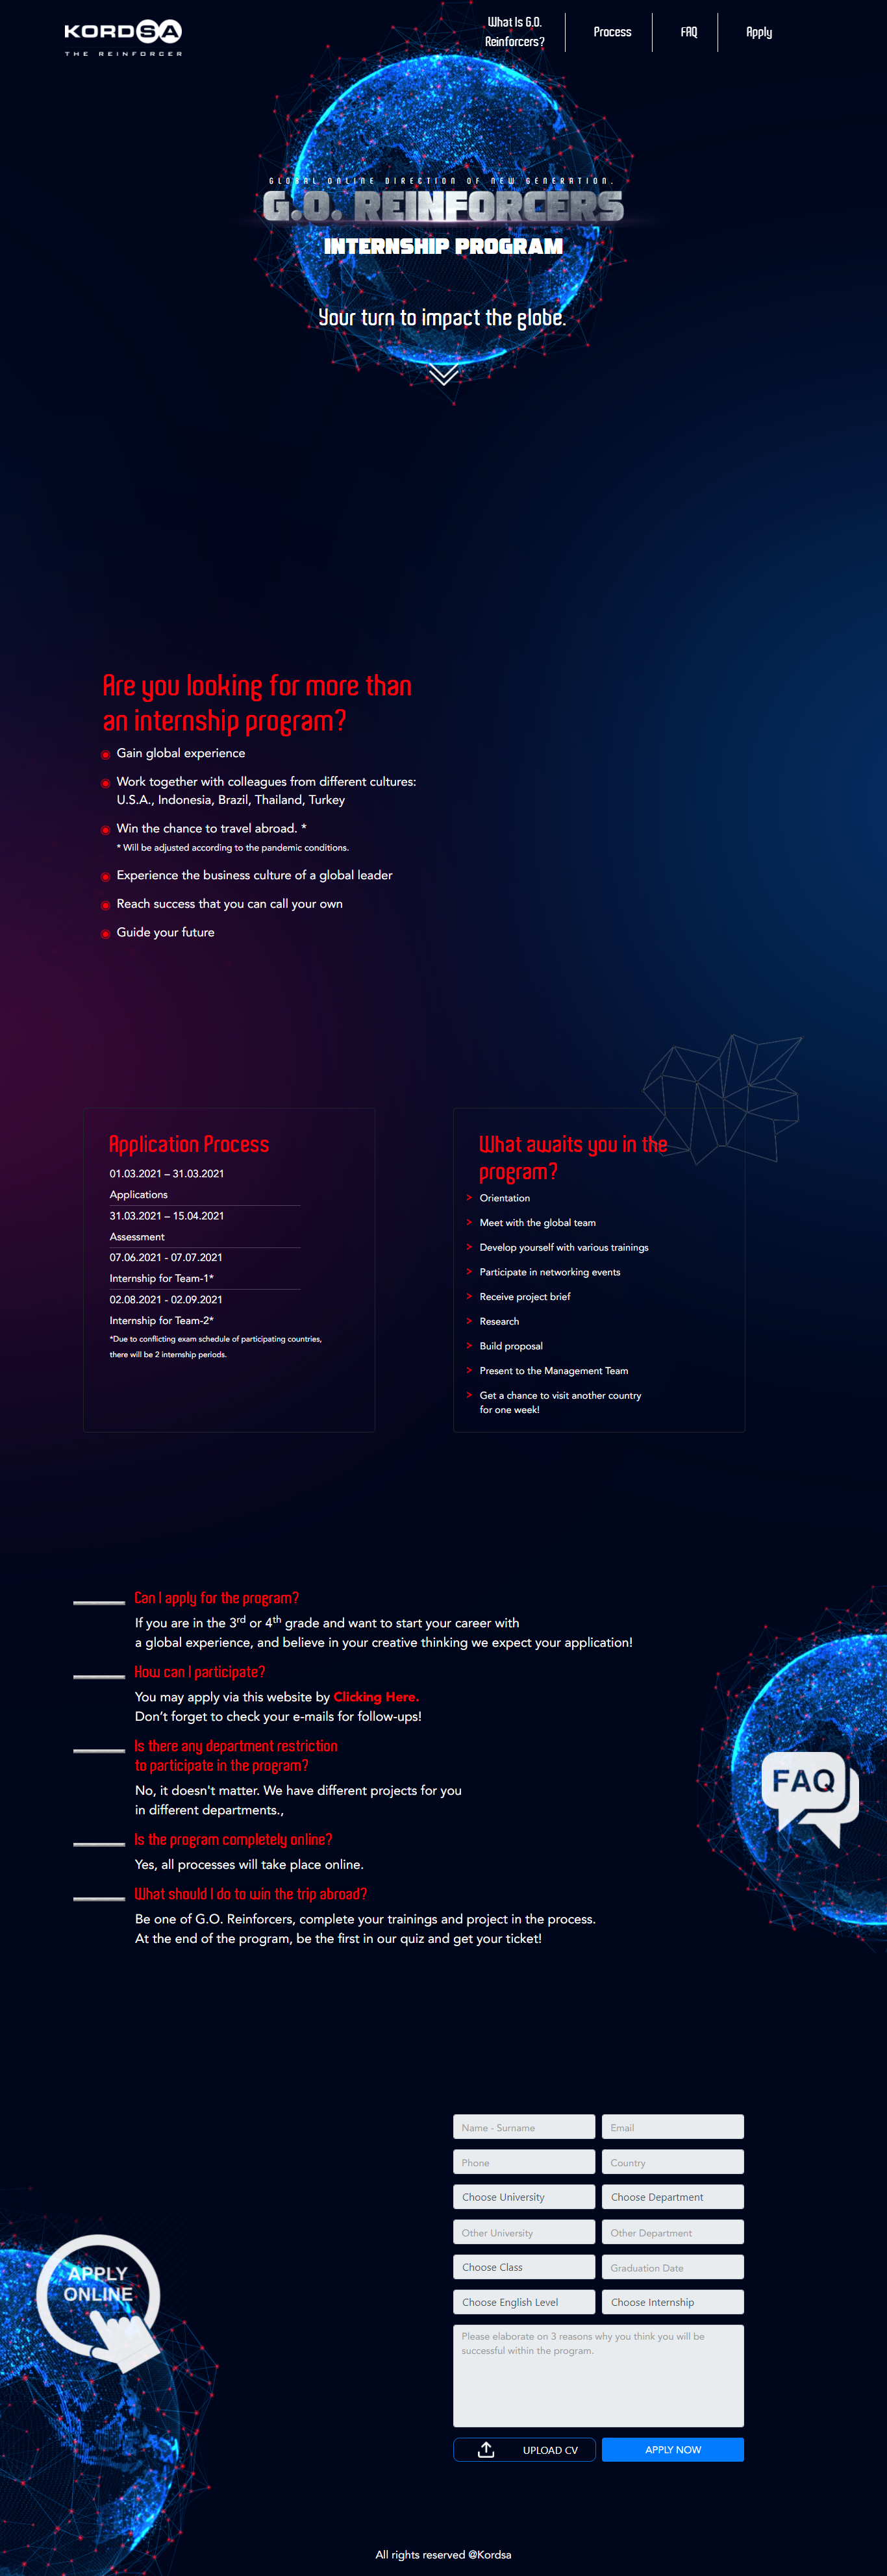 KORDSA
THE REINFORCER
What Is G.O.
Reinforcers?
Process
FAQ
Apply
GLOBAL ONLINE DIRECTION OF NEW GENERATION.
G.O. REINFORCERS
INTERNSHIP PROGRAM
Your turn to impact the globe.
Are you looking for more than
an internship program?
Gain global experience
Work together with colleagues from different cultures:
U.S.A., Indonesia, Brazil, Thailand, Turkey
Win the chance to travel abroad. *
* Will be adjusted according to the pandemic conditions.
Experience the business culture of a global leader
Reach success that you can call your own
Guide your future
Application Process
01.03.2021 – 31.03.2021
Applications
31.03.2021 – 15.04.2021
Assessment
07.06.2021 - 07.07.2021
Internship for Team-1*
02.08.2021 - 02.09.2021
Internship for Team-2*
*Due to conflicting exam schedule of participating countries,
there will be 2 internship periods.
What awaits you in the
program?
> Orientation
> Meet with the global team
> Develop yourself with various trainings
> Participate in networking events
> Receive project brief
> Research
> Build proposal
> Present to the Management Team
> Get a chance to visit another country
for one week!
Can I apply for the program?
If you are in the 3rd or 4th grade and want to start your career with
a global experience, and believe in your creative thinking we expect your application!
How can I participate?
You may apply via this website by Clicking Here.
Don’t forget to check your e-mails for follow-ups!
Is there any department restriction
to participate in the program?
No, it doesn't matter. We have different projects for you
in different departments.,
Is the program completely online?
Yes, all processes will take place online.
What should I do to win the trip abroad?
Be one of G.O. Reinforcers, complete your trainings and project in the process.
At the end of the program, be the first in our quiz and get your ticket!
FAQ
APPLY
ONLINE
Name - Surname
Email
Phone
Country
Choose University
Choose Department
Other University
Other Department
Choose Class
Graduation Date
Choose English Level
Choose Internship
Please elaborate on 3 reasons why you think you will be
successful within the program.
UPLOAD CV
APPLY NOW
All rights reserved @Kordsa